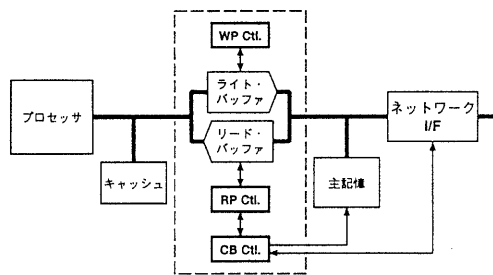 WP Ctl.
ライト・
バッファ
プロセッサ
ネットワーク
I/F
リード・
バッファ
キャッシュ
主記憶
RP Ctl.
CB Ctl.